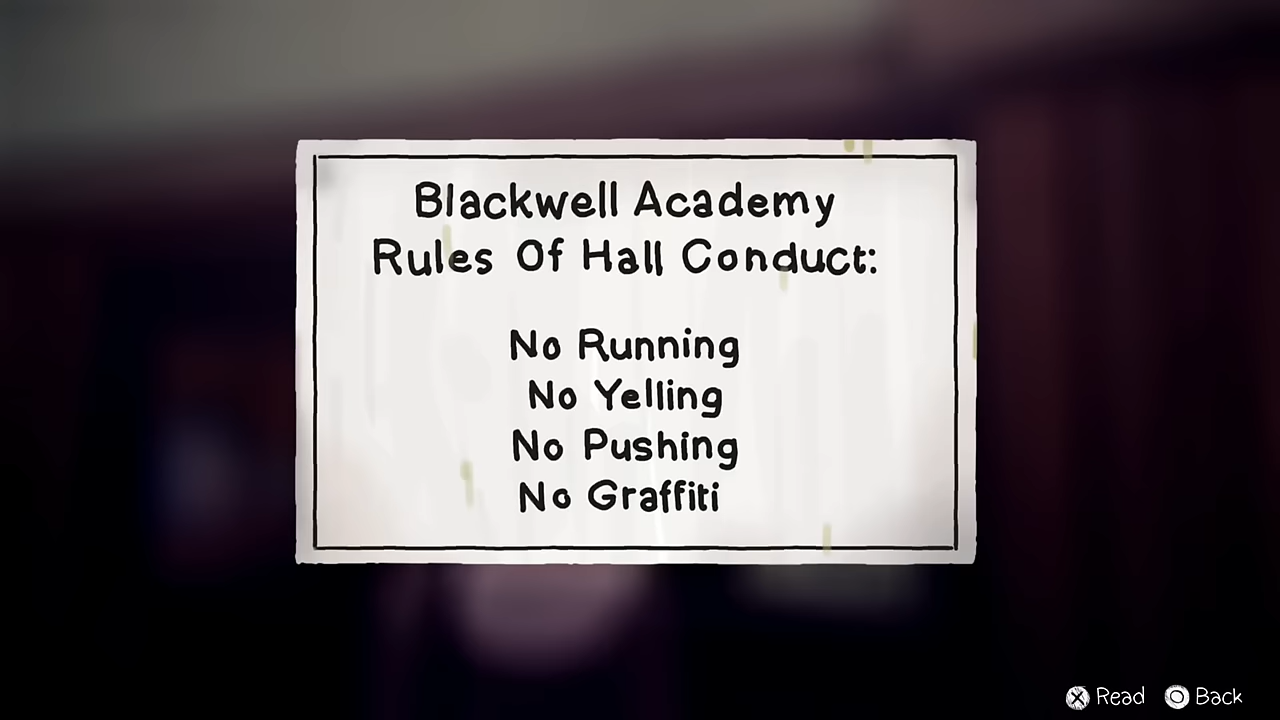 Blackwell Academy
Rules Of Hall Conduct:
No Running
No Yelling
No Pushing
No Graffiti
Read Back